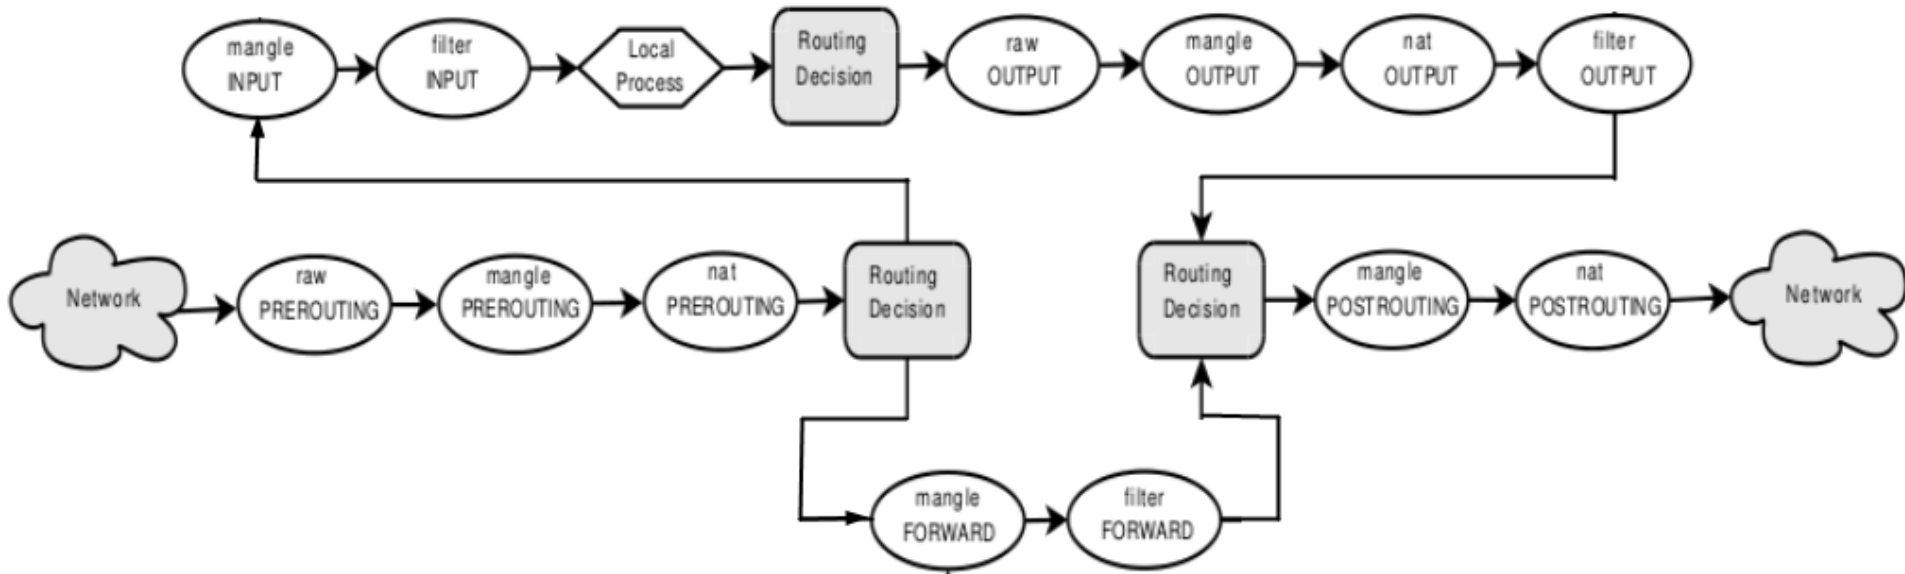 mangle
INPUT
filter
INPUT
Local
Process
Routing
Decision
raw
OUTPUT
mangle
OUTPUT
nat
OUTPUT
filter
OUTPUT
Network
raw
PREROUTING
mangle
PREROUTING
nat
PREROUTING
Routing
Decision
Routing
Decision
mangle
POSTROUTING
nat
POSTROUTING
Network
mangle
FORWARD
filter
FORWARD